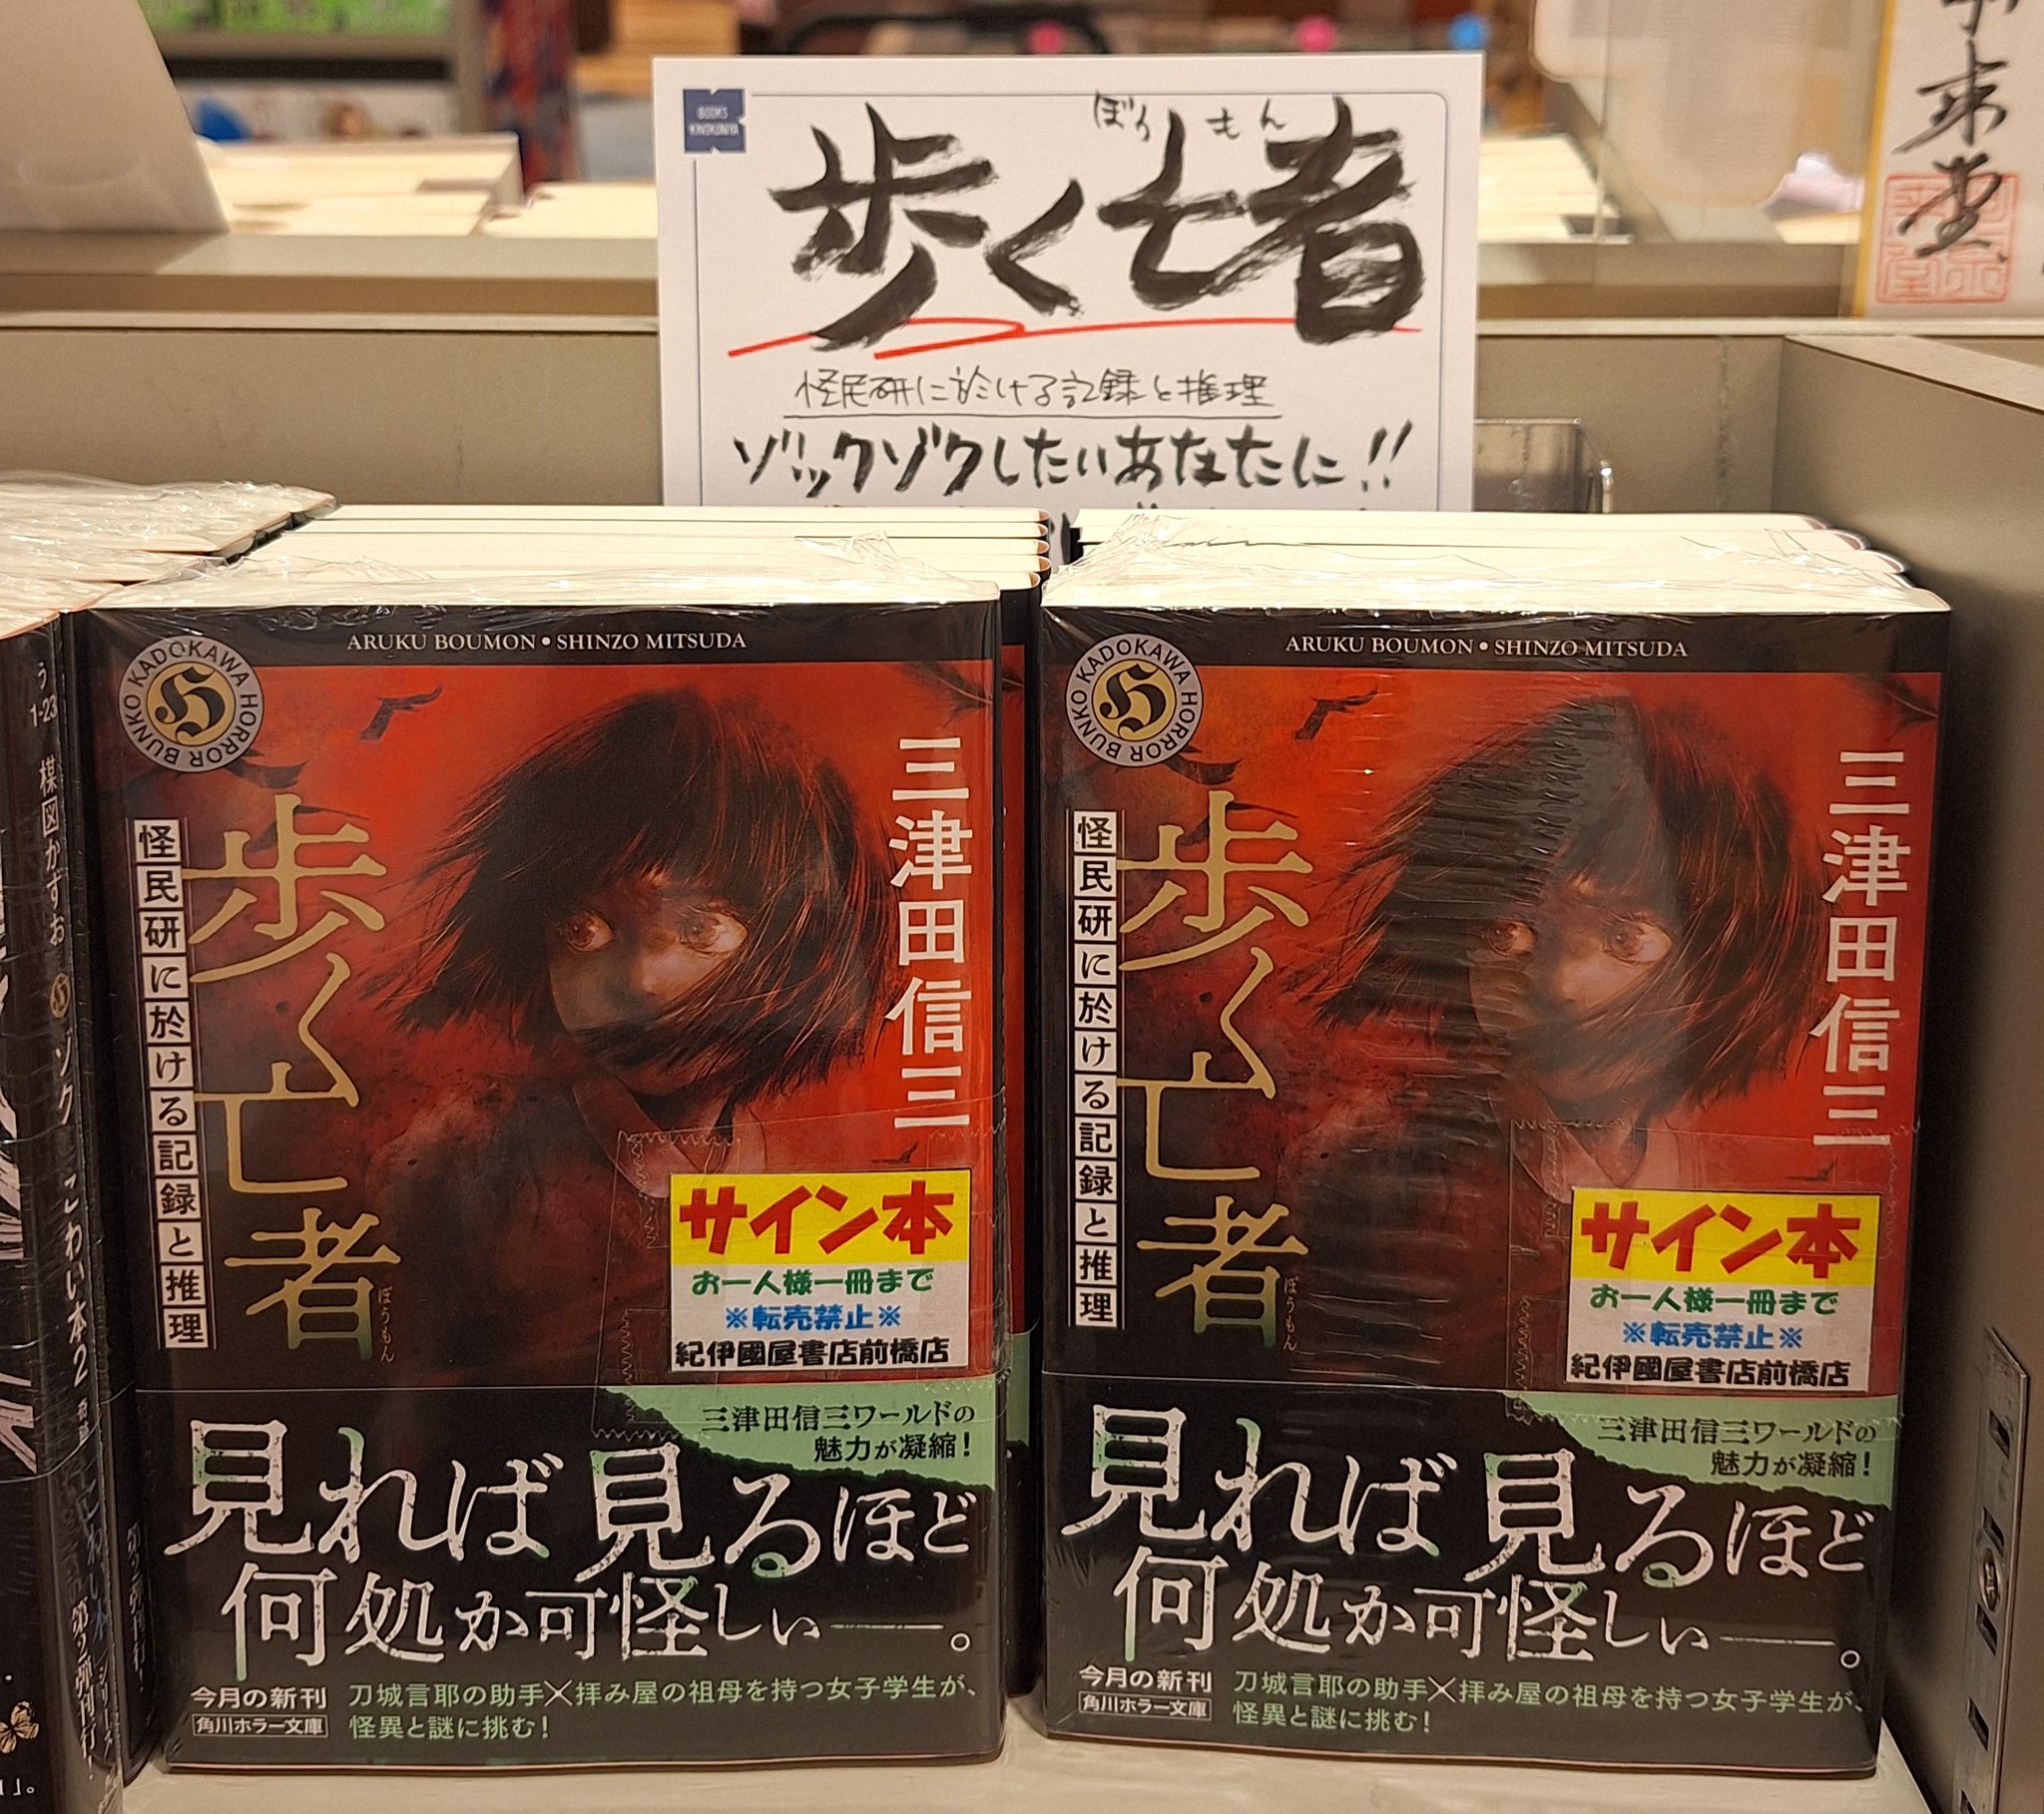 BOOKS
KINOKUNIYA
ぼうもん
歩く亡者
怪民研に於ける記録と推理
ゾックゾクしたいあなたに!!
ARUKU BOUMON • SHINZO MITSUDA
KADOKAWA HORROR BUNKO
H
三津田信三
歩く亡者
ぼうもん
怪民研に於ける記録と推理
サイン本
お一人様一冊まで
※転売禁止※
紀伊國屋書店前橋店
三津田信三ワールドの
魅力が凝縮!
見れば見るほど
何処か可怪しい――。
今月の新刊
角川ホラー文庫
刀城言耶の助手×拝み屋の祖母を持つ女子学生が、
怪異と謎に挑む!
ARUKU BOUMON • SHINZO MITSUDA
KADOKAWA HORROR BUNKO
H
三津田信三
歩く亡者
ぼうもん
怪民研に於ける記録と推理
サイン本
お一人様一冊まで
※転売禁止※
紀伊國屋書店前橋店
三津田信三ワールドの
魅力が凝縮!
見れば見るほど
何処か可怪しい――。
今月の新刊
角川ホラー文庫
刀城言耶の助手×拝み屋の祖母を持つ女子学生が、
怪異と謎に挑む!
う
1-23
楳図かずお
こわい本2
第2弾刊行!
末堂